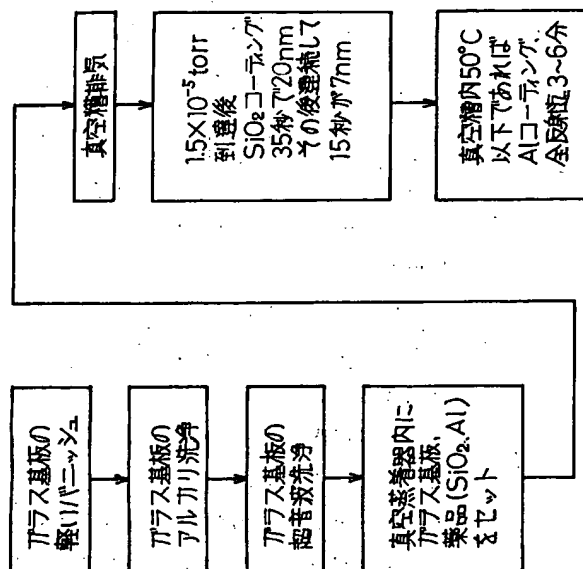 ガラス基板の
軽いバニッシュ
ガラス基板の
アルカリ洗浄
ガラス基板の
超音波洗浄
真空蒸着器内に
ガラス基板、
薬品(SiO₂、Al)
をセット
真空槽排気
1.5×10⁻⁵torr
到達後
SiO₂コーティング
35秒で20nm
その後連続して
15秒が7nm
真空槽内50℃
以下であれば
Alコーティング、
全反射迄3~6分